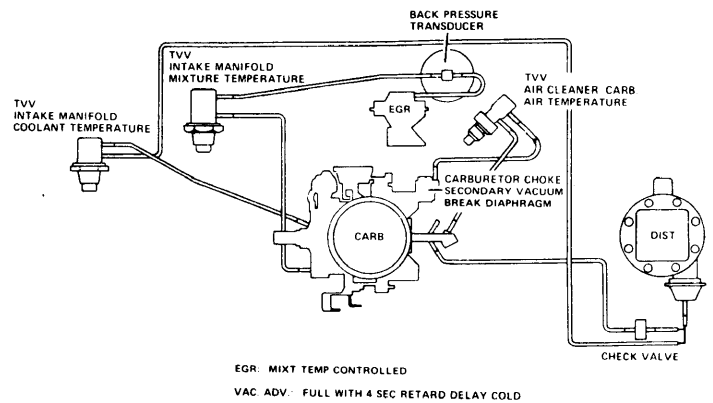 BACK PRESSURE
TRANSDUCER
TVV
INTAKE MANIFOLD
MIXTURE TEMPERATURE
TVV
AIR CLEANER CARB
AIR TEMPERATURE
TVV
INTAKE MANIFOLD
COOLANT TEMPERATURE
EGR
CARBURETOR CHOKE
SECONDARY VACUUM
BREAK DIAPHRAGM
CARB
DIST
CHECK VALVE
EGR: MIXT TEMP CONTROLLED
VAC. ADV.: FULL WITH 4 SEC RETARD DELAY COLD